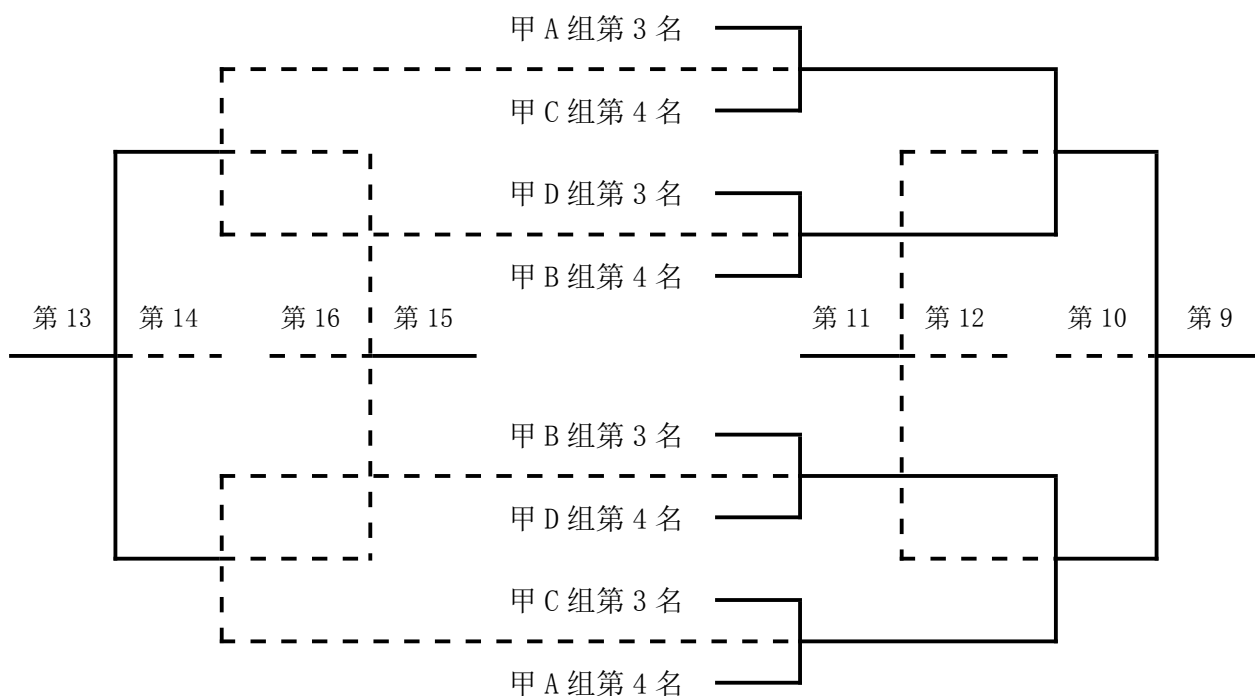 甲A组第3名
甲C组第4名
甲D组第3名
甲B组第4名
第13 第14 第16 第15 第11 第12 第10 第9
甲B组第3名
甲D组第4名
甲C组第3名
甲A组第4名